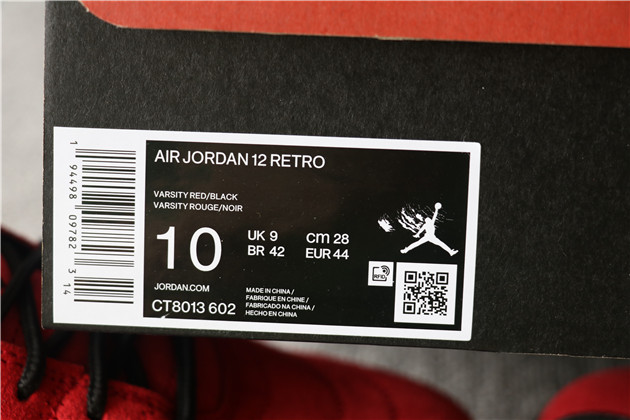 AIR JORDAN 12 RETRO
VARSITY RED/BLACK
VARSITY ROUGE/NOIR
10
UK 9
cm 28
BR 42
EUR 44
JORDAN.COM
CT8013 602
MADE IN CHINA /
FABRIQUE EN CHINE /
FABRICADO NA CHINA /
HECHO EN CHINA
RFID
1 94498 09782 3 14